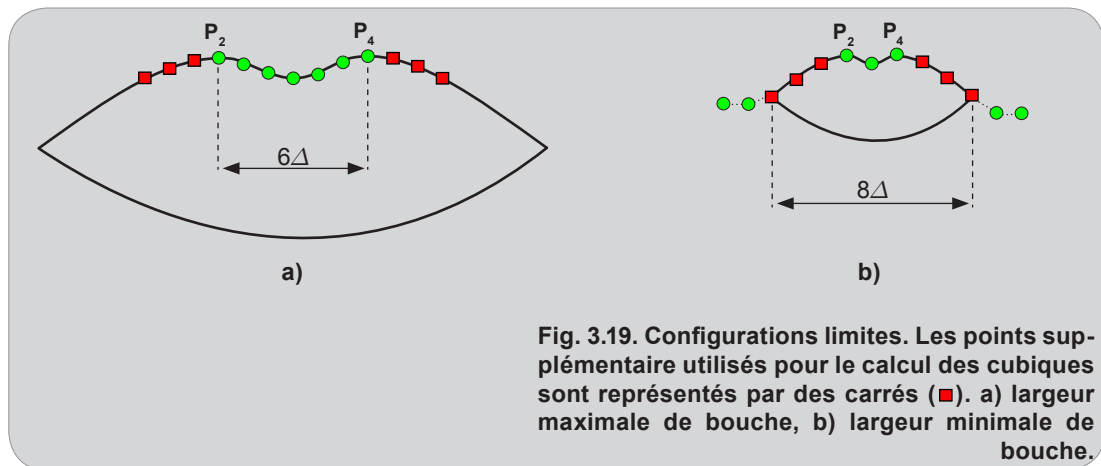 P2 P4
6Δ
a)
P2 P4
8Δ
b)
Fig. 3.19. Configurations limites. Les points sup-
plémentaire utilisés pour le calcul des cubiques
sont représentés par des carrés (■). a) largeur
maximale de bouche, b) largeur minimale de
bouche.